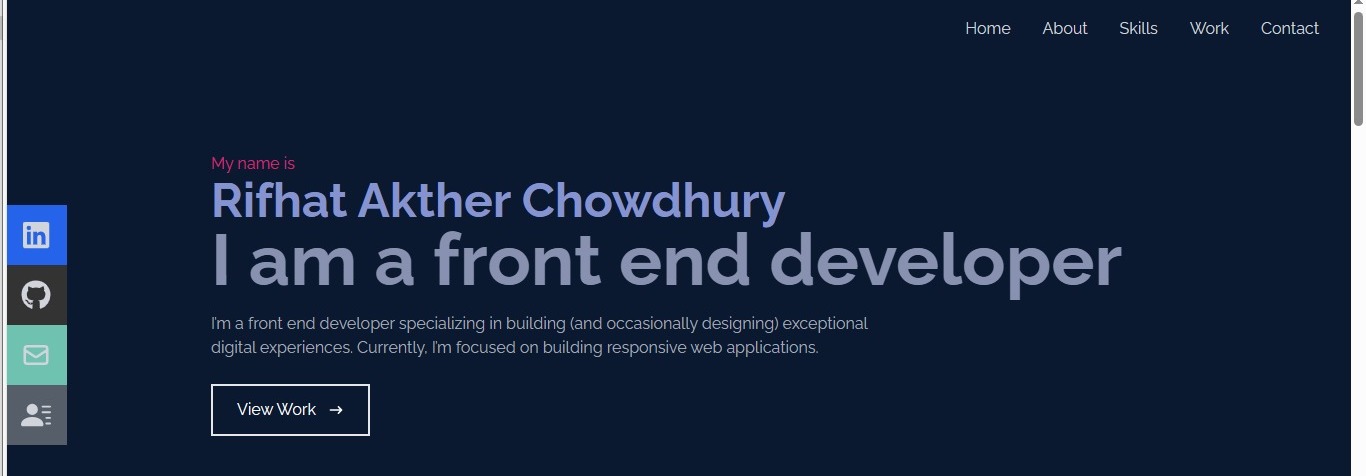 Home About Skills Work Contact
My name is
Rifhat Akther Chowdhury
I am a front end developer
I'm a front end developer specializing in building (and occasionally designing) exceptional
digital experiences. Currently, I'm focused on building responsive web applications.
View Work →
in